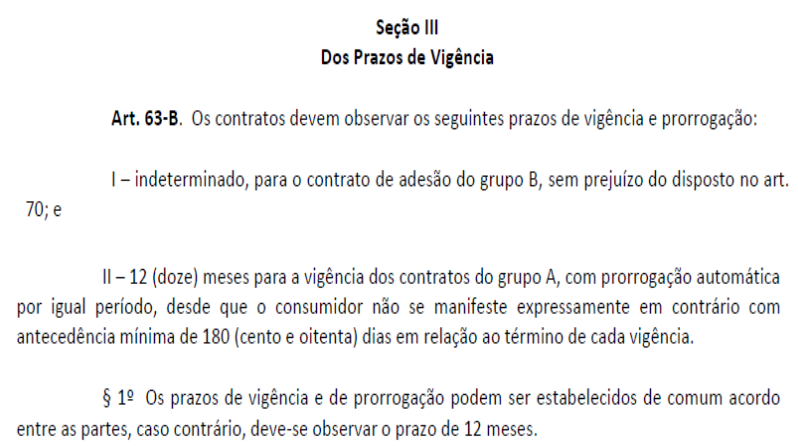 Seção III
Dos Prazos de Vigência
Art. 63-B. Os contratos devem observar os seguintes prazos de vigência e prorrogação:
I – indeterminado, para o contrato de adesão do grupo B, sem prejuízo do disposto no art.
70; e
II – 12 (doze) meses para a vigência dos contratos do grupo A, com prorrogação automática
por igual período, desde que o consumidor não se manifeste expressamente em contrário com
antecedência mínima de 180 (cento e oitenta) dias em relação ao término de cada vigência.
§ 1º Os prazos de vigência e de prorrogação podem ser estabelecidos de comum acordo
entre as partes, caso contrário, deve-se observar o prazo de 12 meses.